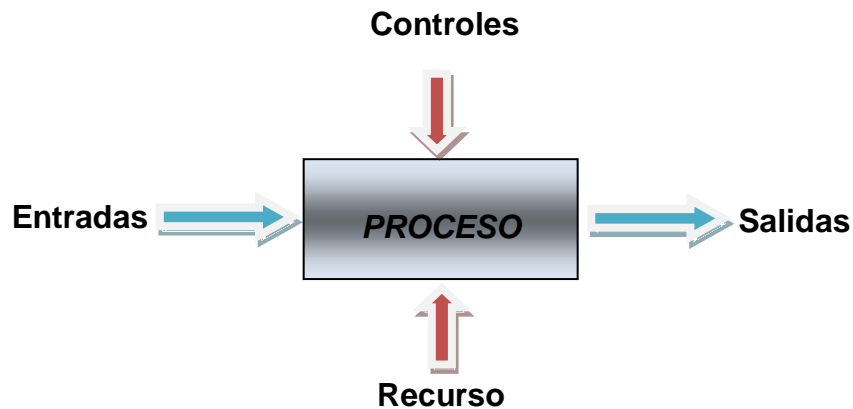 Controles
Entradas
PROCESO
Salidas
Recurso